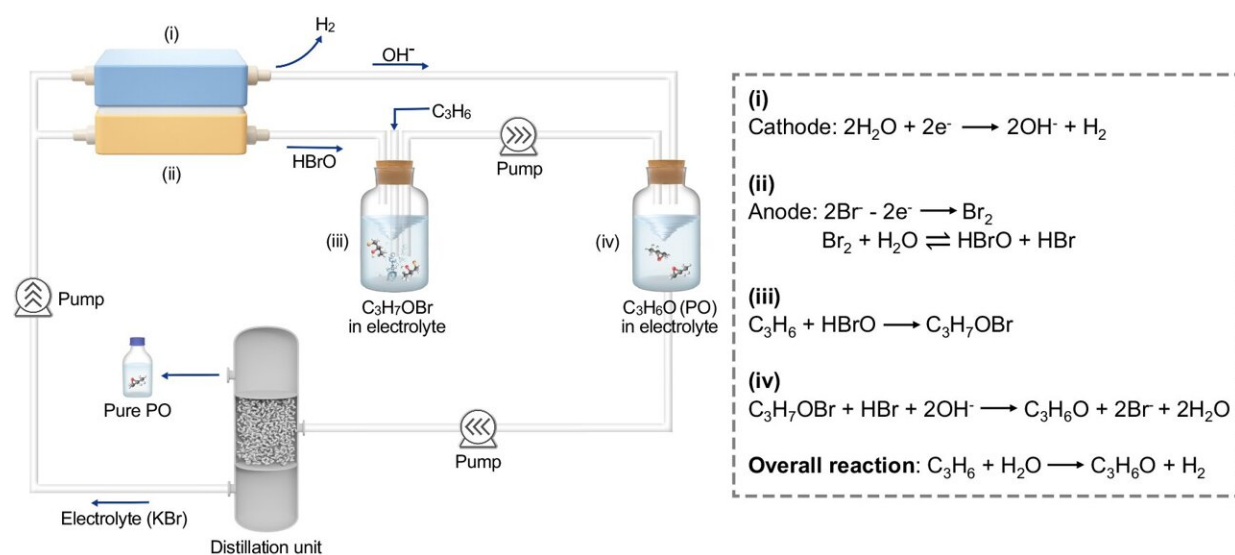 (i)
H₂
OH⁻
C₃H₆
(ii)
HBrO
Pump
(iii)
(iv)
C₃H₇OBr
in electrolyte
C₃H₆O (PO)
in electrolyte
Pump
Pure PO
Pump
Electrolyte (KBr)
Distillation unit
(i)
Cathode: 2H₂O + 2e⁻ ⟶ 2OH⁻ + H₂
(ii)
Anode: 2Br⁻ - 2e⁻ ⟶ Br₂
Br₂ + H₂O ⇌ HBrO + HBr
(iii)
C₃H₆ + HBrO ⟶ C₃H₇OBr
(iv)
C₃H₇OBr + HBr + 2OH⁻ ⟶ C₃H₆O + 2Br⁻ + 2H₂O
Overall reaction: C₃H₆ + H₂O ⟶ C₃H₆O + H₂